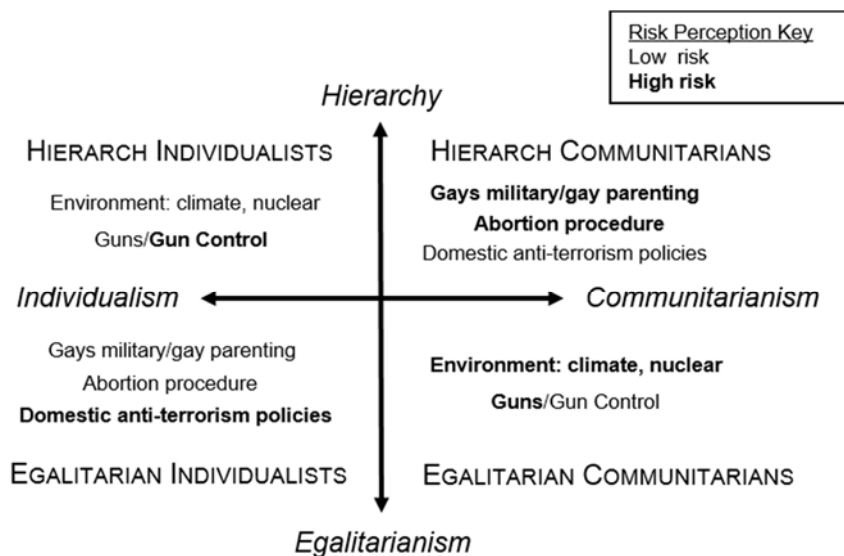 Risk Perception Key
Low risk
High risk
Hierarchy
HIERARCH INDIVIDUALISTS
Environment: climate, nuclear
Guns/Gun Control
HIERARCH COMMUNITARIANS
Gays military/gay parenting
Abortion procedure
Domestic anti-terrorism policies
Individualism
Communitarianism
Gays military/gay parenting
Abortion procedure
Domestic anti-terrorism policies
EGALITARIAN INDIVIDUALISTS
Environment: climate, nuclear
Guns/Gun Control
EGALITARIAN COMMUNITARIANS
Egalitarianism